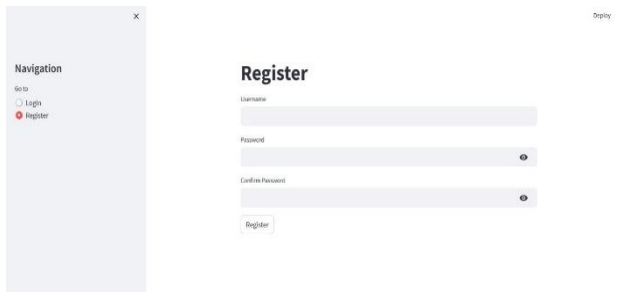 ×
Deploy
Navigation
Go to
Login
Register
Register
Username
Password
Confirm Password
Register